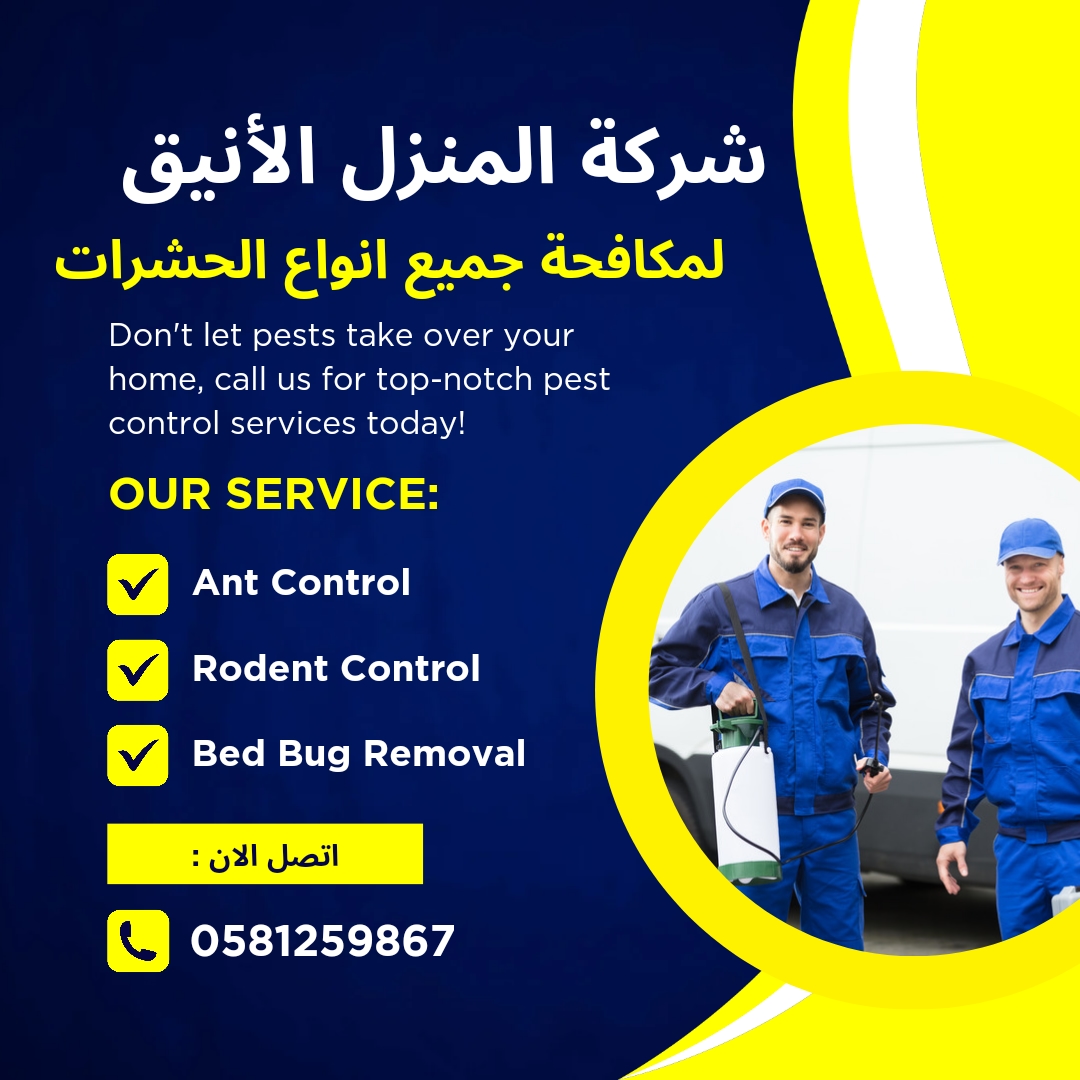 شركة المنزل الأنيق
لمكافحة جميع انواع الحشرات
Don't let pests take over your
home, call us for top-notch pest
control services today!
OUR SERVICE:
Ant Control
Rodent Control
Bed Bug Removal
اتصل الان :
0581259867